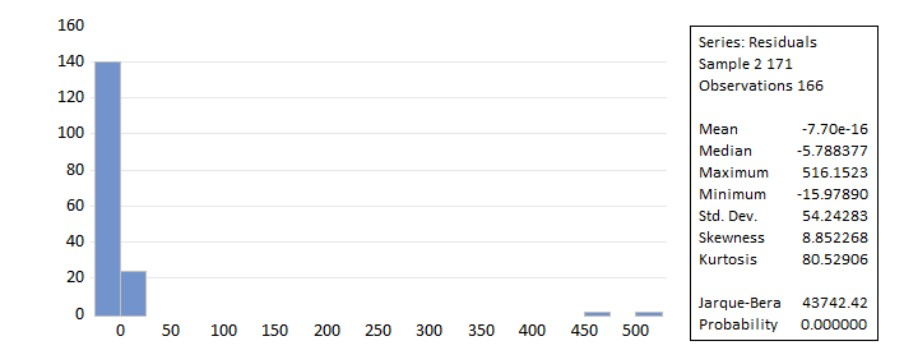 160
140
120
100
80
60
40
20
0
0 50 100 150 200 250 300 350 400 450 500
Series: Residuals
Sample 2 171
Observations 166
Mean -7.70e-16
Median -5.788377
Maximum 516.1523
Minimum -15.97890
Std. Dev. 54.24283
Skewness 8.852268
Kurtosis 80.52906
Jarque-Bera 43742.42
Probability 0.000000